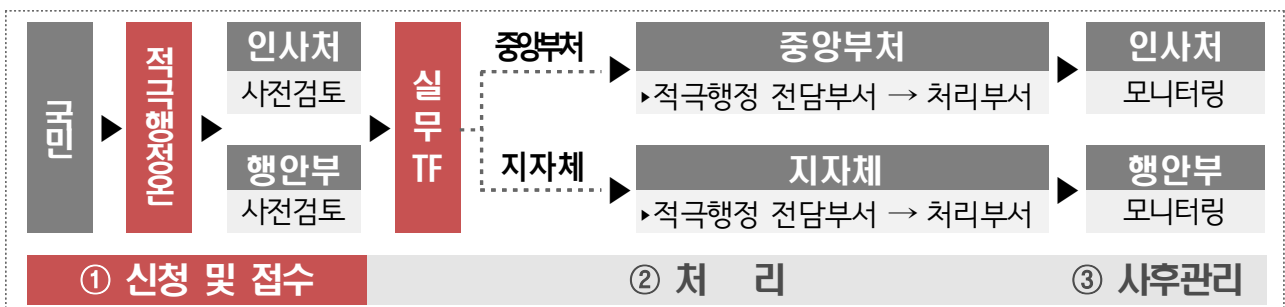 국민
적극행정온
인사처
사전검토
행안부
사전검토
실무TF
중앙부처
중앙부처
▸적극행정 전담부서 → 처리부서
인사처
모니터링
지자체
지자체
▸적극행정 전담부서 → 처리부서
행안부
모니터링
① 신청 및 접수
② 처 리
③ 사후관리